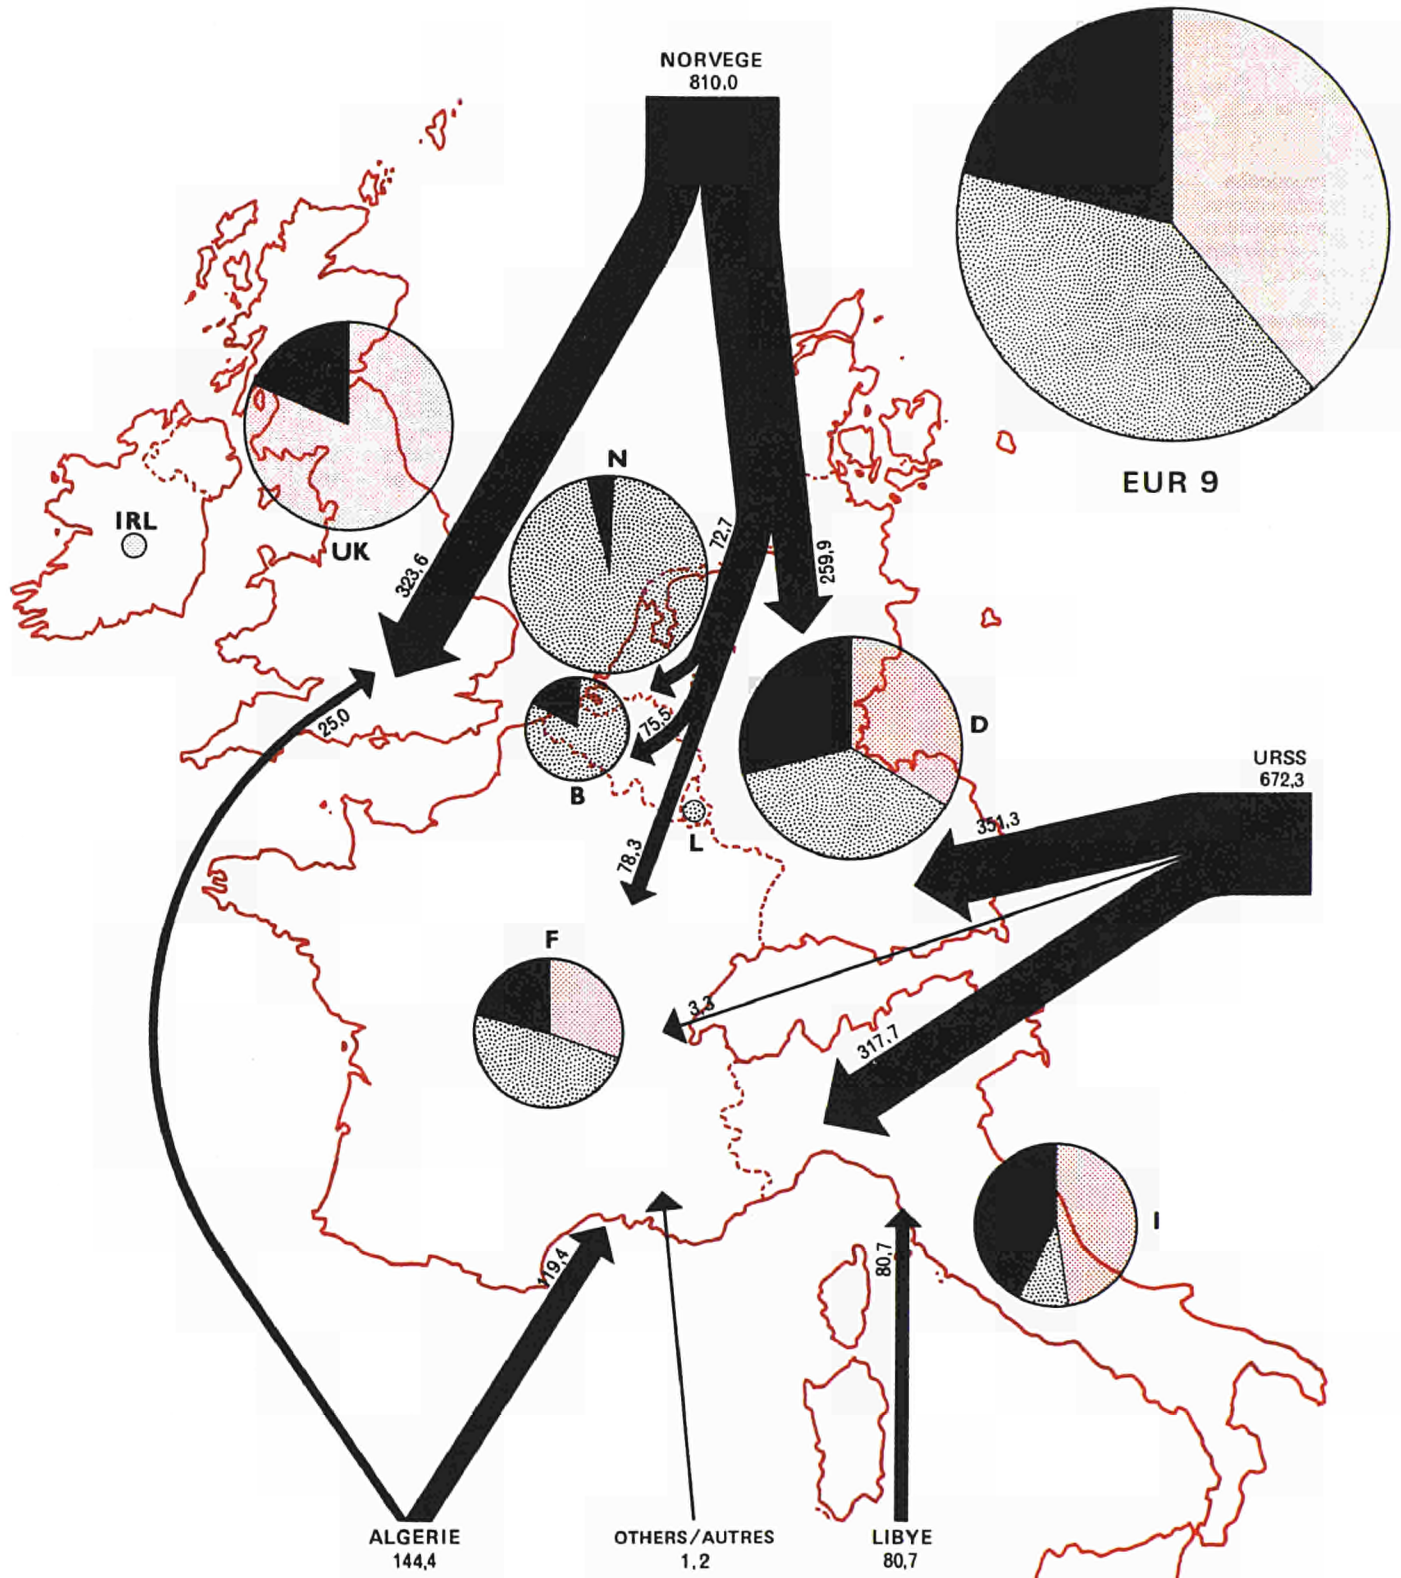 NORVEGE
810,0
EUR 9
N
IRL
UK
323,6
72,7
259,9
25,0
75,5
B
D
L
78,3
URSS
672,3
351,3
F
3,3
317,7
I
119,4
80,7
ALGERIE
144,4
OTHERS/AUTRES
1,2
LIBYE
80,7